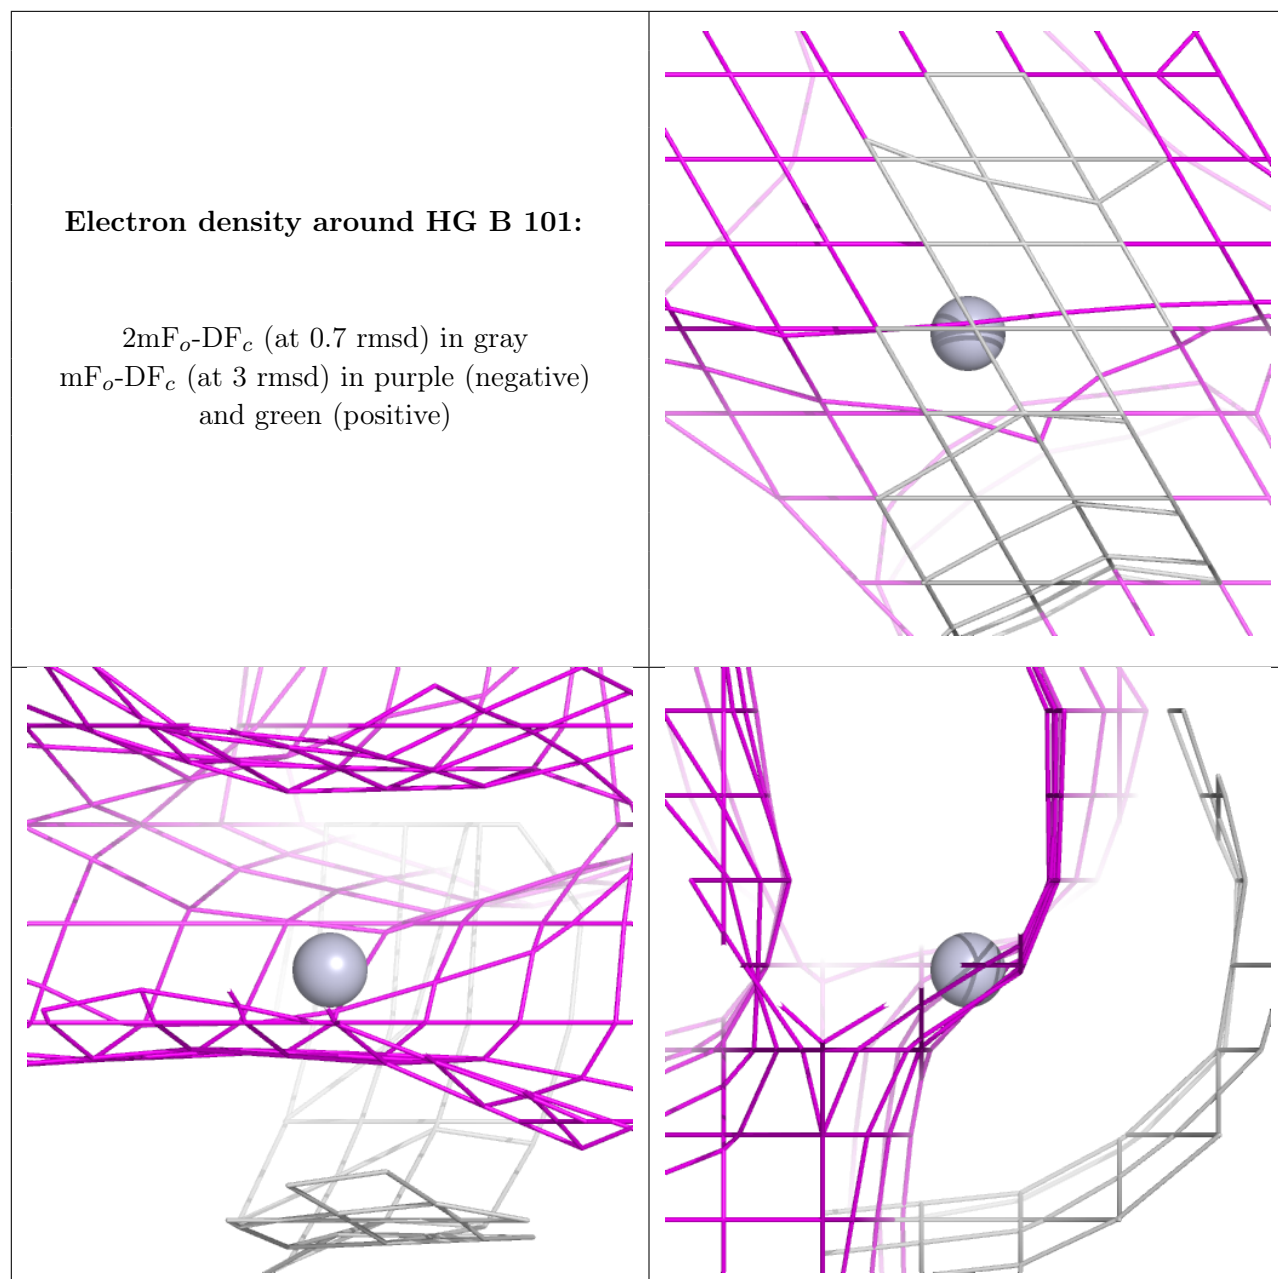 Electron density around HG B 101:
2mFo-DFc (at 0.7 rmsd) in gray
mFo-DFc (at 3 rmsd) in purple (negative)
and green (positive)